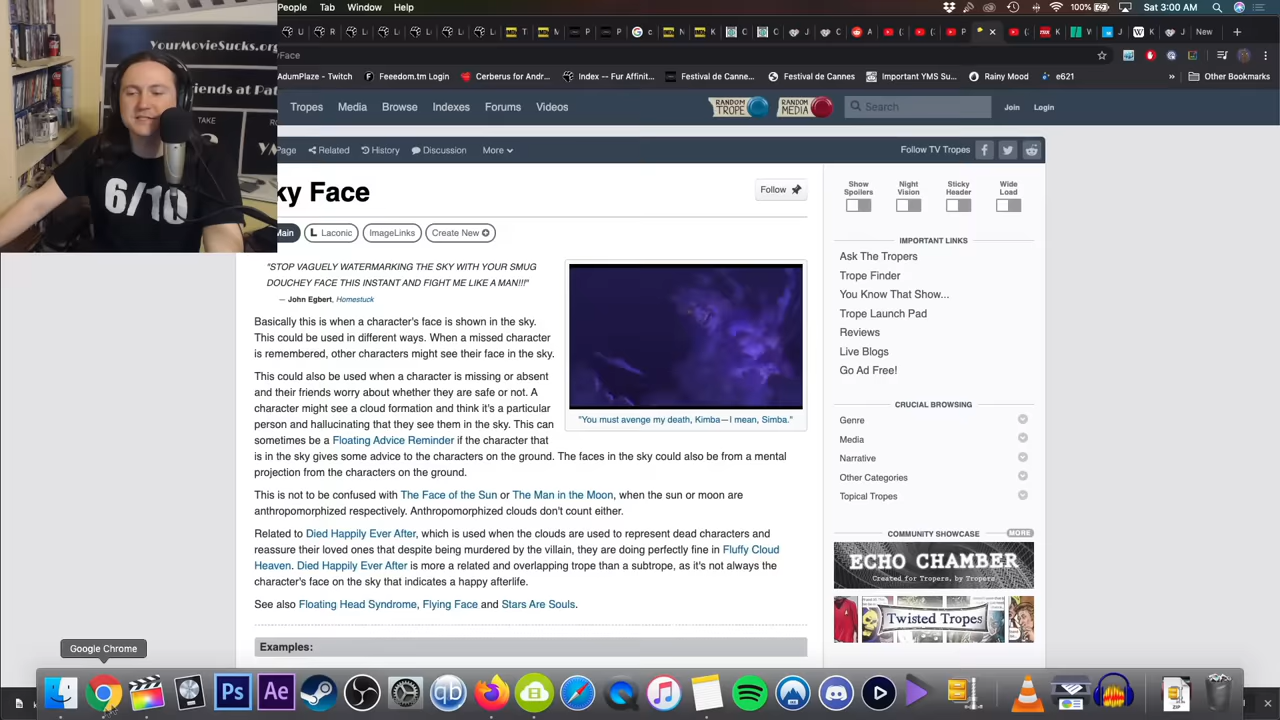 People Tab Window Help
100% Sat 3:00 AM
New
Face
AdumPlaze - Twitch Feeedom.tm Login Cerberus for Andr... Index -- Fur Affinit... Festival de Canne... Festival de Cannes Important YMS Su... Rainy Mood e621 Other Bookmarks
YourMovieSucks.org
riends at Pat
TAKE
6/10
Tropes Media Browse Indexes Forums Videos RANDOM TROPE RANDOM MEDIA Search Join Login
Page Related History Discussion More Follow TV Tropes
ky Face
Follow
Show Spoilers Night Vision Sticky Header Wide Load
Main Laconic ImageLinks Create New
"STOP VAGUELY WATERMARKING THE SKY WITH YOUR SMUG
DOUCHEY FACE THIS INSTANT AND FIGHT ME LIKE A MAN!!!"
— John Egbert, Homestuck
Basically this is when a character's face is shown in the sky.
This could be used in different ways. When a missed character
is remembered, other characters might see their face in the sky.
This could also be used when a character is missing or absent
and their friends worry about whether they are safe or not. A
character might see a cloud formation and think it's a particular
person and hallucinating that they see them in the sky. This can
sometimes be a Floating Advice Reminder if the character that
is in the sky gives some advice to the characters on the ground. The faces in the sky could also be from a mental
projection from the characters on the ground.
"You must avenge my death, Kimba—I mean, Simba."
This is not to be confused with The Face of the Sun or The Man in the Moon, when the sun or moon are
anthropomorphized respectively. Anthropomorphized clouds don't count either.
Related to Died Happily Ever After, which is used when the clouds are used to represent dead characters and
reassure their loved ones that despite being murdered by the villain, they are doing perfectly fine in Fluffy Cloud
Heaven. Died Happily Ever After is more a related and overlapping trope than a subtrope, as it's not always the
character's face on the sky that indicates a happy afterlife.
See also Floating Head Syndrome, Flying Face and Stars Are Souls.
Examples:
IMPORTANT LINKS
Ask The Tropers
Trope Finder
You Know That Show...
Trope Launch Pad
Reviews
Live Blogs
Go Ad Free!
CRUCIAL BROWSING
Genre
Media
Narrative
Other Categories
Topical Tropes
COMMUNITY SHOWCASE MORE
ECHO CHAMBER
Created for Tropers, by Tropers
Twisted Tropes
Google Chrome
Ps Ae qb ZIP